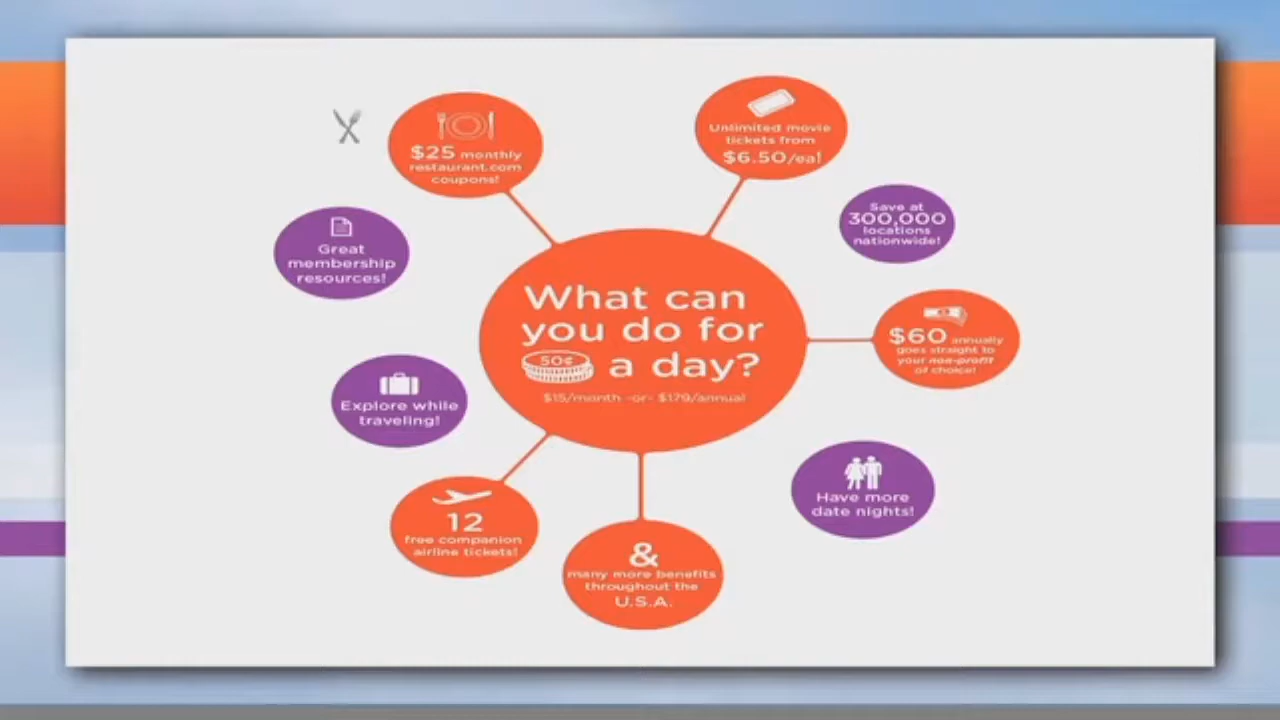 $25 monthly
restaurant.com
coupons!
Unlimited movie
tickets from
$6.50/ea!
Save at
300,000
locations
nationwide!
Great
membership
resources!
What can
you do for
50¢ a day?
$15/month -or- $179/annual
$60 annually
goes straight to
your non-profit
of choice!
Explore while
traveling!
Have more
date nights!
12
free companion
airline tickets!
&
many more benefits
throughout the
U.S.A.